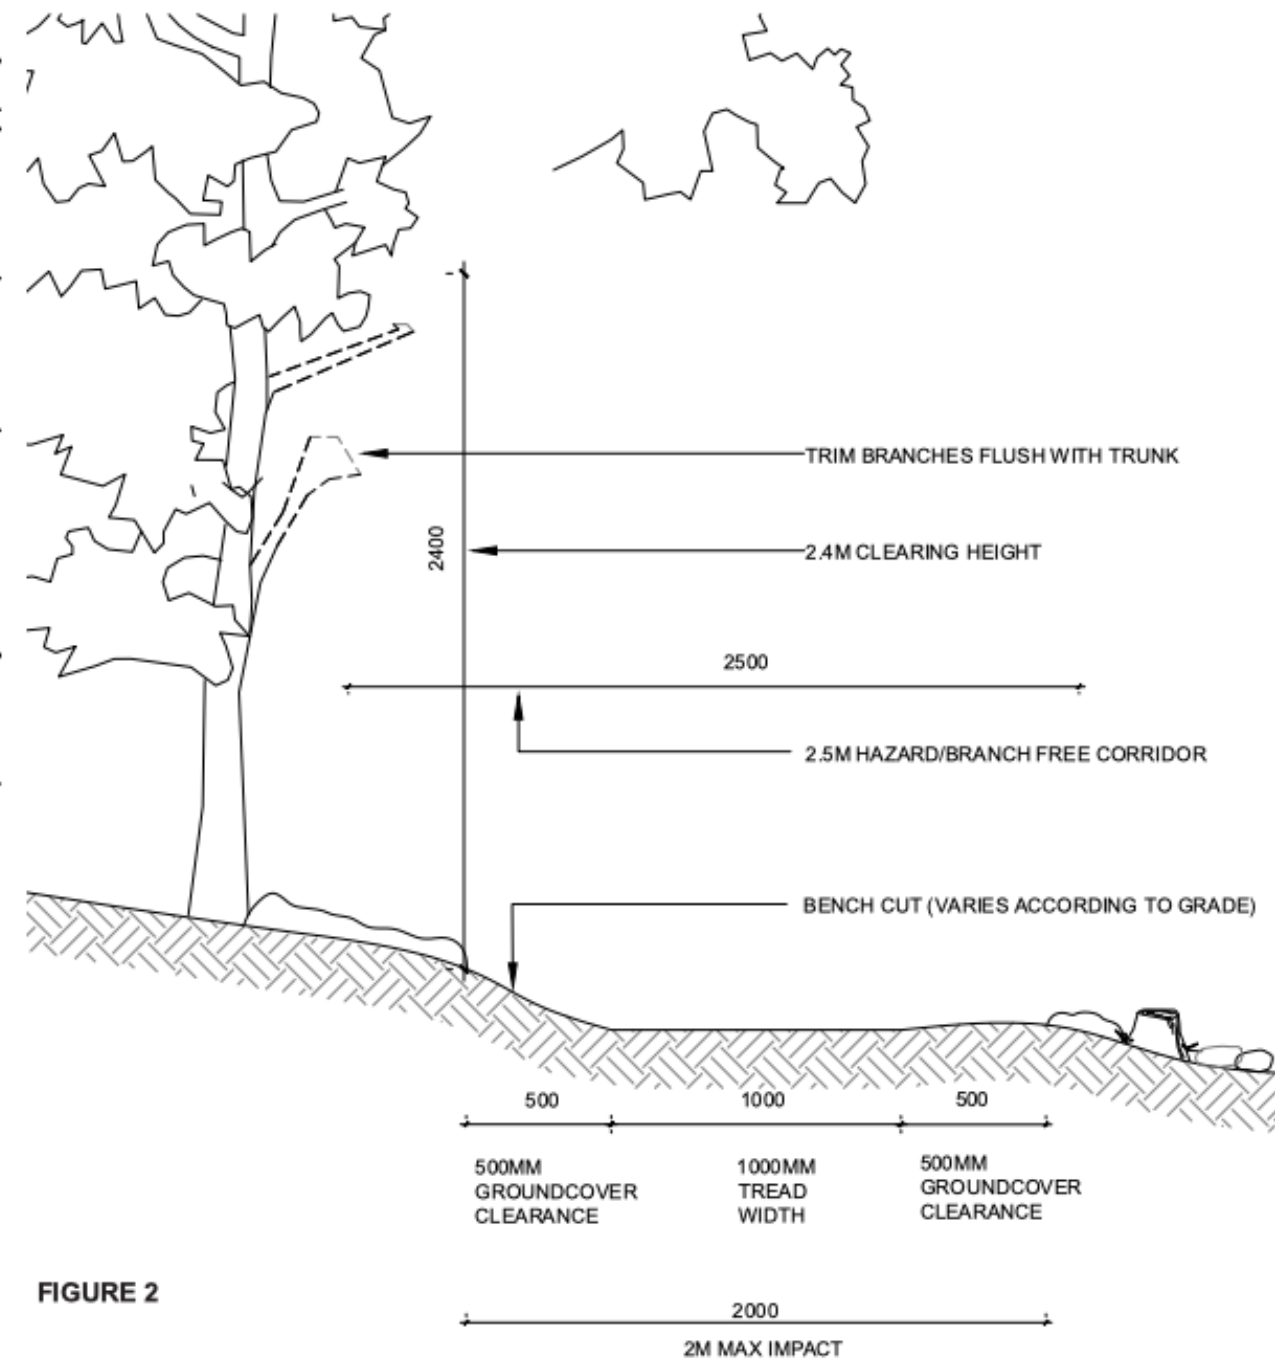 TRIM BRANCHES FLUSH WITH TRUNK
2400
2.4M CLEARING HEIGHT
2500
2.5M HAZARD/BRANCH FREE CORRIDOR
BENCH CUT (VARIES ACCORDING TO GRADE)
500
1000
500
500MM
GROUNDCOVER
CLEARANCE
1000MM
TREAD
WIDTH
500MM
GROUNDCOVER
CLEARANCE
FIGURE 2
2000
2M MAX IMPACT